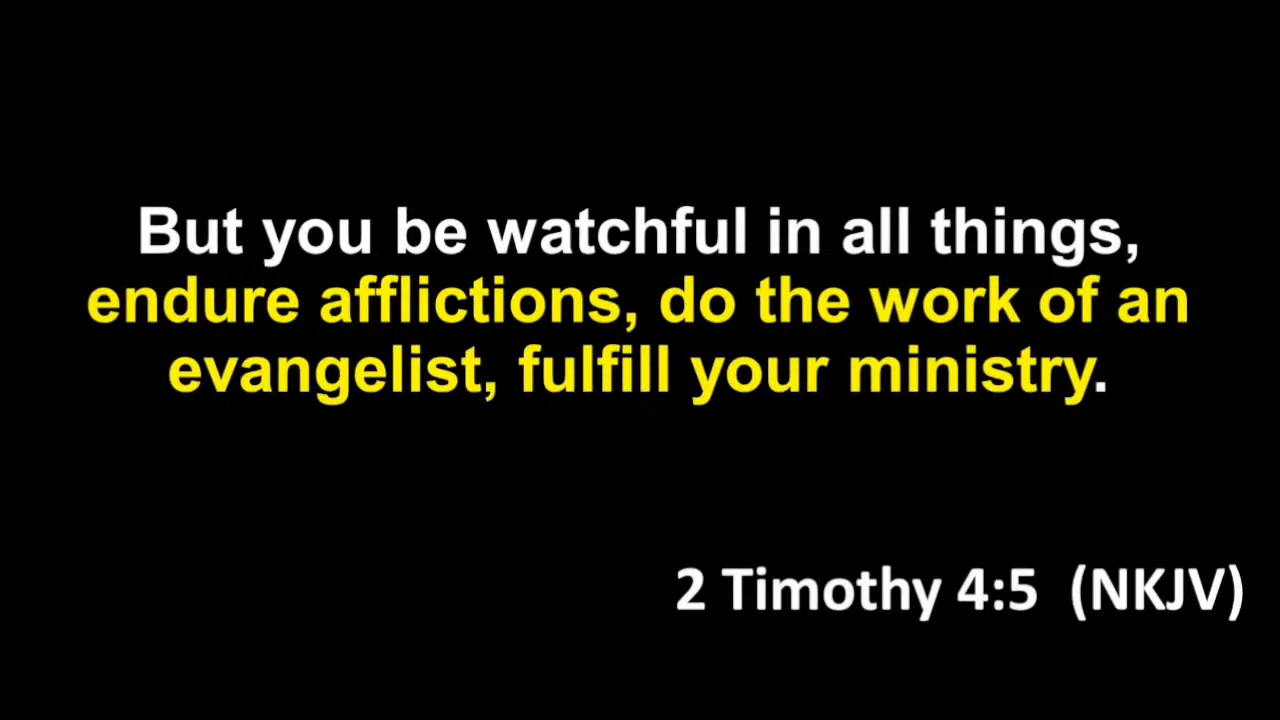 But you be watchful in all things,
endure afflictions, do the work of an
evangelist, fulfill your ministry.
2 Timothy 4:5 (NKJV)